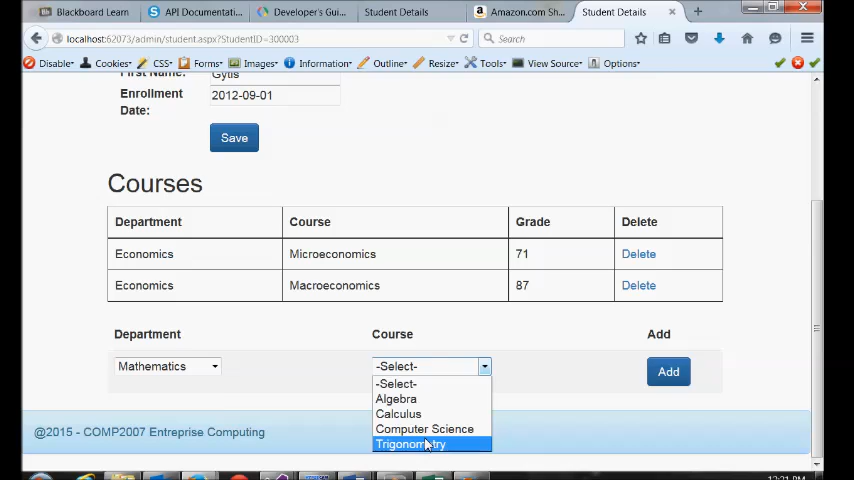 Blackboard Learn
API Documentati...
Developer's Gui...
Student Details
Amazon.com Sh...
Student Details
localhost:62073/admin/student.aspx?StudentID=300003
Search
Disable
Cookies
CSS
Forms
Images
Information
Outline
Resize
Tools
View Source
Options
First Name:
Gytis
Enrollment
Date:
2012-09-01
Save
Courses
Department Course Grade Delete
Economics Microeconomics 71 Delete
Economics Macroeconomics 87 Delete
Department Course Add
Mathematics -Select- Add
-Select-
Algebra
Calculus
Computer Science
Trigonometry
@2015 - COMP2007 Entreprise Computing
12:21 PM